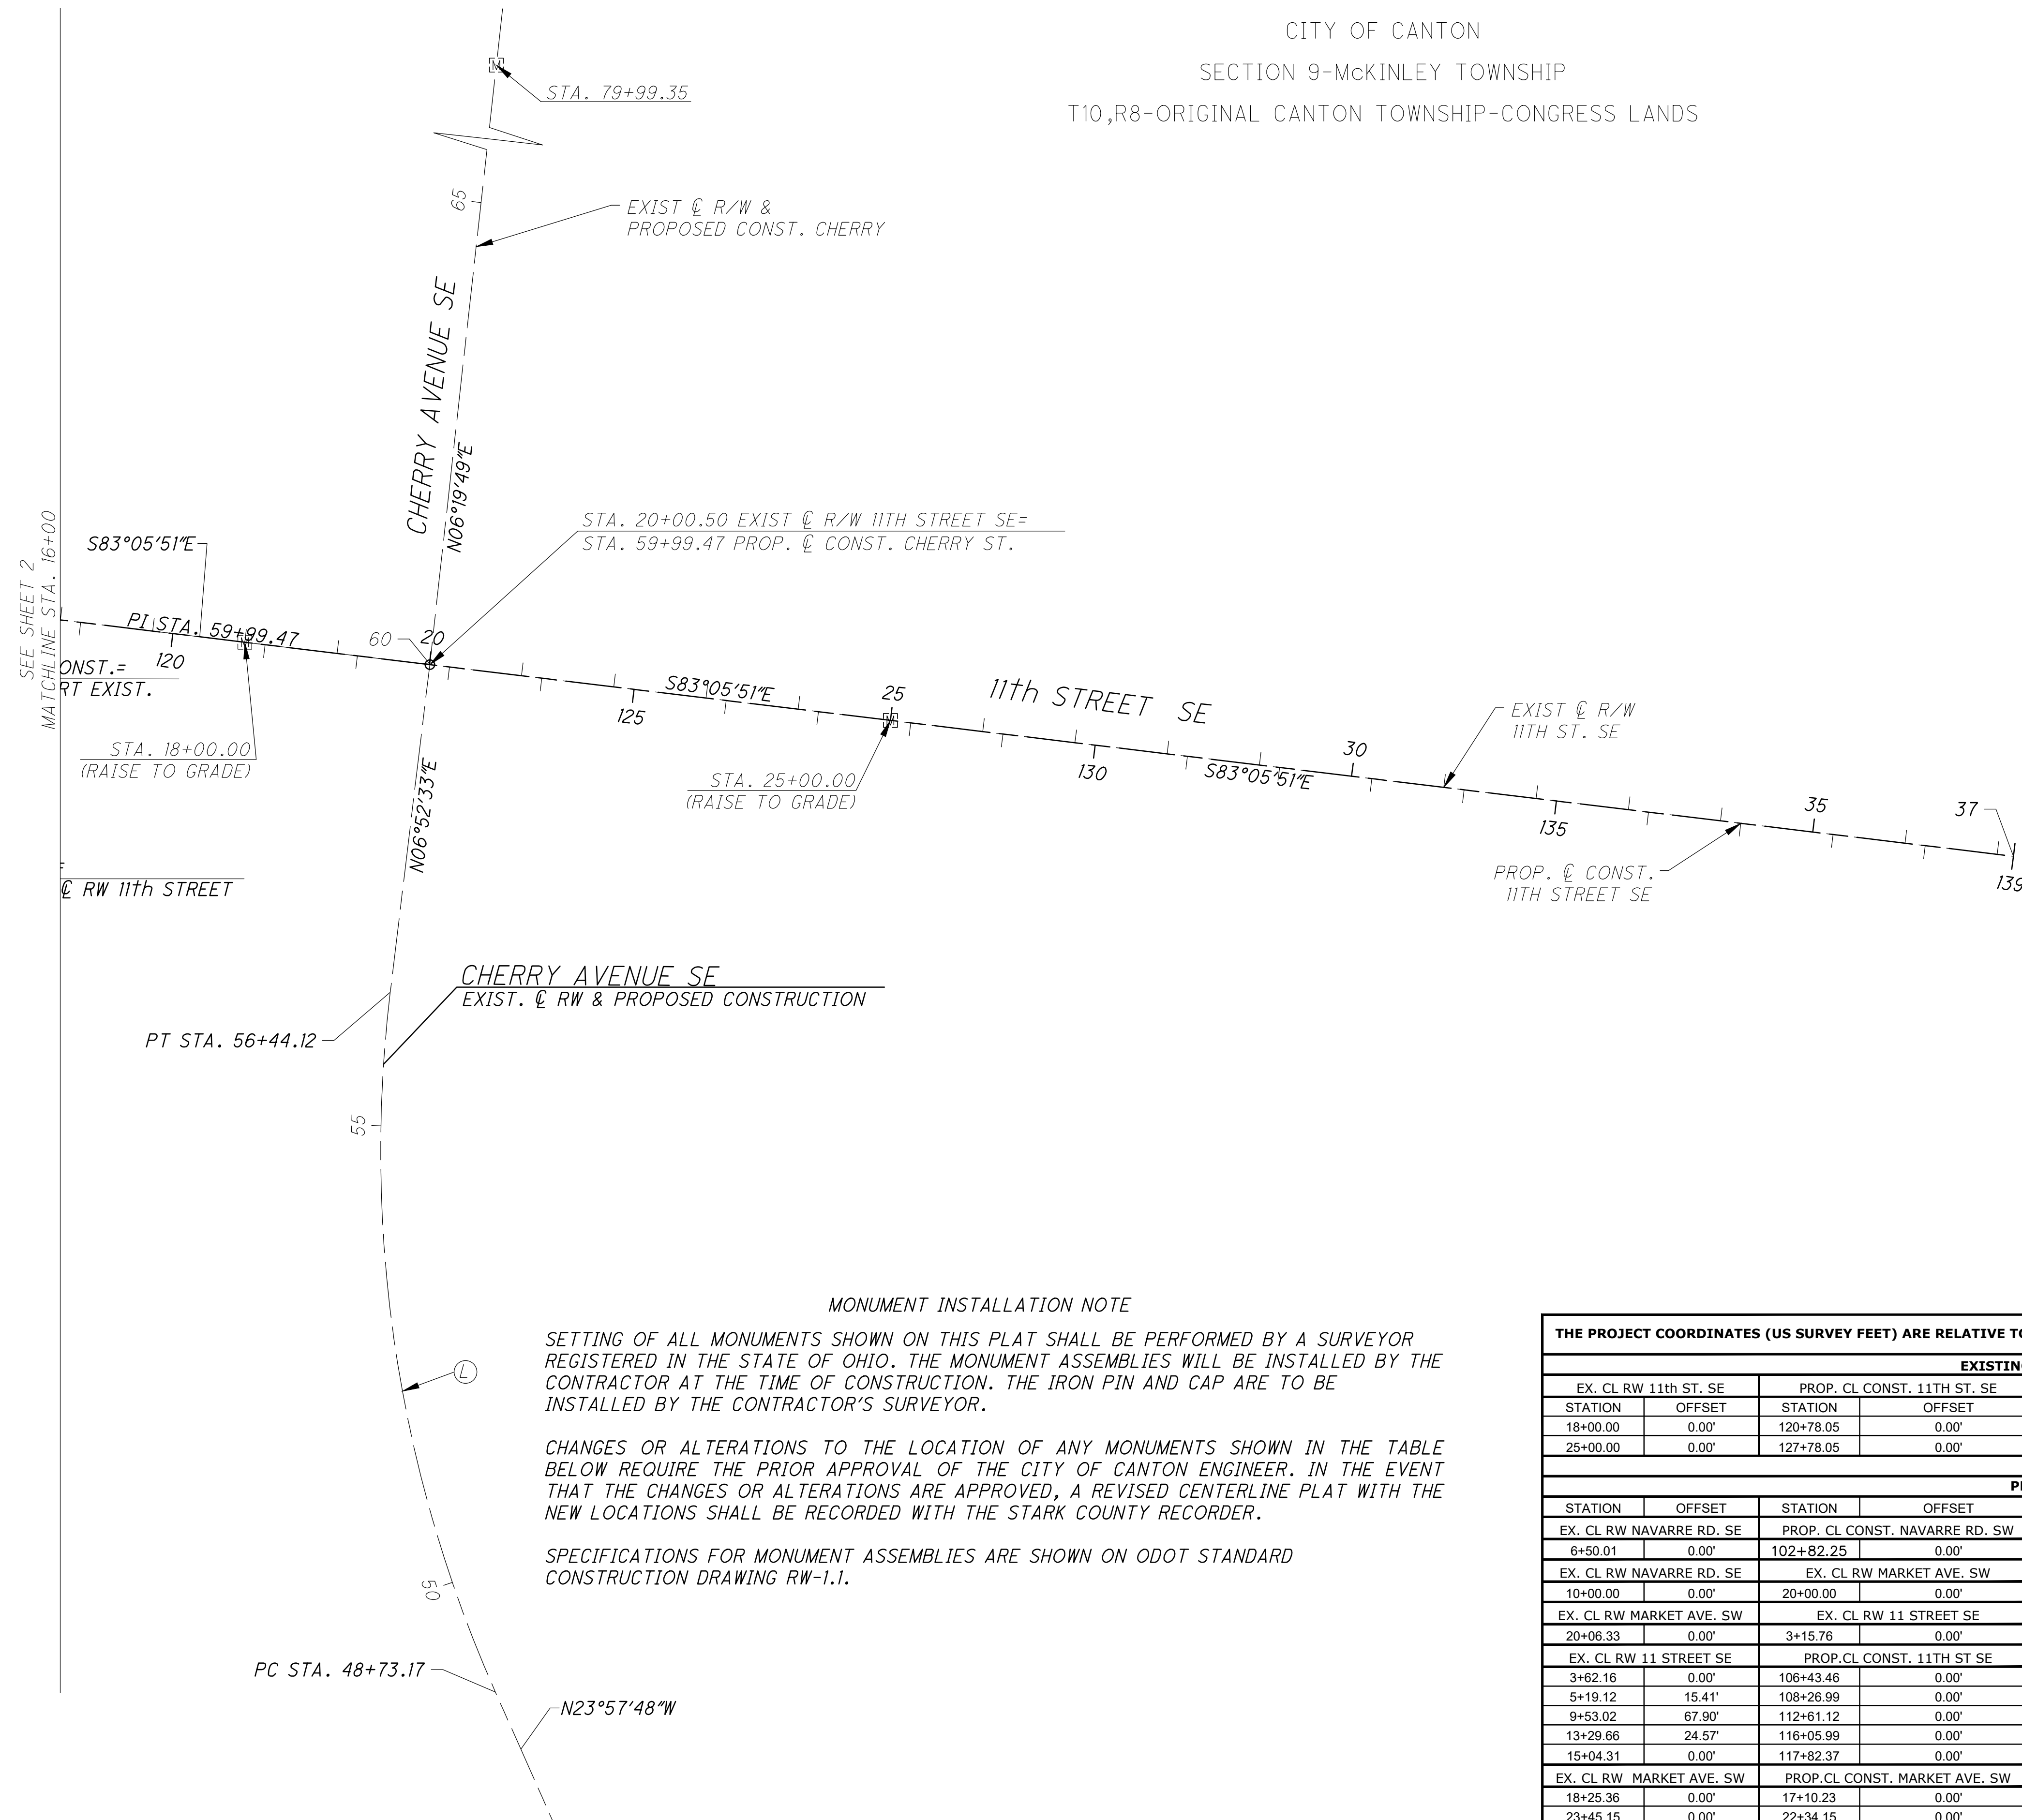 CITY OF CANTON
SECTION 9-McKINLEY TOWNSHIP
T10,R8-ORIGINAL CANTON TOWNSHIP-CONGRESS LANDS
M
STA. 79+99.35
65
EXIST ℄ R/W &
PROPOSED CONST. CHERRY
CHERRY AVENUE SE
N06°19'49"E
SEE SHEET 2
MATCHLINE STA. 16+00
S83°05'51"E
STA. 20+00.50 EXIST ℄ R/W 11TH STREET SE=
STA. 59+99.47 PROP. ℄ CONST. CHERRY ST.
PI STA. 59+99.47
60
20
120
M
ONST.=
RT EXIST.
STA. 18+00.00
(RAISE TO GRADE)
125
S83°05'51"E
25
M
11th STREET SE
STA. 25+00.00
(RAISE TO GRADE)
130
S83°05'51"E
30
EXIST ℄ R/W
11TH ST. SE
135
35
37
139
PROP. ℄ CONST.
11TH STREET SE
N06°52'33"E
℄ RW 11th STREET
CHERRY AVENUE SE
EXIST. ℄ RW & PROPOSED CONSTRUCTION
PT STA. 56+44.12
55
L
50
PC STA. 48+73.17
N23°57'48"W
MONUMENT INSTALLATION NOTE
SETTING OF ALL MONUMENTS SHOWN ON THIS PLAT SHALL BE PERFORMED BY A SURVEYOR
REGISTERED IN THE STATE OF OHIO. THE MONUMENT ASSEMBLIES WILL BE INSTALLED BY THE
CONTRACTOR AT THE TIME OF CONSTRUCTION. THE IRON PIN AND CAP ARE TO BE
INSTALLED BY THE CONTRACTOR'S SURVEYOR.
CHANGES OR ALTERATIONS TO THE LOCATION OF ANY MONUMENTS SHOWN IN THE TABLE
BELOW REQUIRE THE PRIOR APPROVAL OF THE CITY OF CANTON ENGINEER. IN THE EVENT
THAT THE CHANGES OR ALTERATIONS ARE APPROVED, A REVISED CENTERLINE PLAT WITH THE
NEW LOCATIONS SHALL BE RECORDED WITH THE STARK COUNTY RECORDER.
SPECIFICATIONS FOR MONUMENT ASSEMBLIES ARE SHOWN ON ODOT STANDARD
CONSTRUCTION DRAWING RW-1.1.
THE PROJECT COORDINATES (US SURVEY FEET) ARE RELATIVE TO
EXISTING
EX. CL RW 11th ST. SE PROP. CL CONST. 11TH ST. SE
STATION OFFSET STATION OFFSET
18+00.00 0.00' 120+78.05 0.00'
25+00.00 0.00' 127+78.05 0.00'
STATION OFFSET STATION OFFSET
EX. CL RW NAVARRE RD. SE PROP. CL CONST. NAVARRE RD. SW
6+50.01 0.00' 102+82.25 0.00'
EX. CL RW NAVARRE RD. SE EX. CL RW MARKET AVE. SW
10+00.00 0.00' 20+00.00 0.00'
EX. CL RW MARKET AVE. SW EX. CL RW 11 STREET SE
20+06.33 0.00' 3+15.76 0.00'
EX. CL RW 11 STREET SE PROP.CL CONST. 11TH ST SE
3+62.16 0.00' 106+43.46 0.00'
5+19.12 15.41' 108+26.99 0.00'
9+53.02 67.90' 112+61.12 0.00'
13+29.66 24.57' 116+05.99 0.00'
15+04.31 0.00' 117+82.37 0.00'
EX. CL RW MARKET AVE. SW PROP.CL CONST. MARKET AVE. SW
18+25.36 0.00' 17+10.23 0.00'
23+45.15 0.00' 22+34.15 0.00'